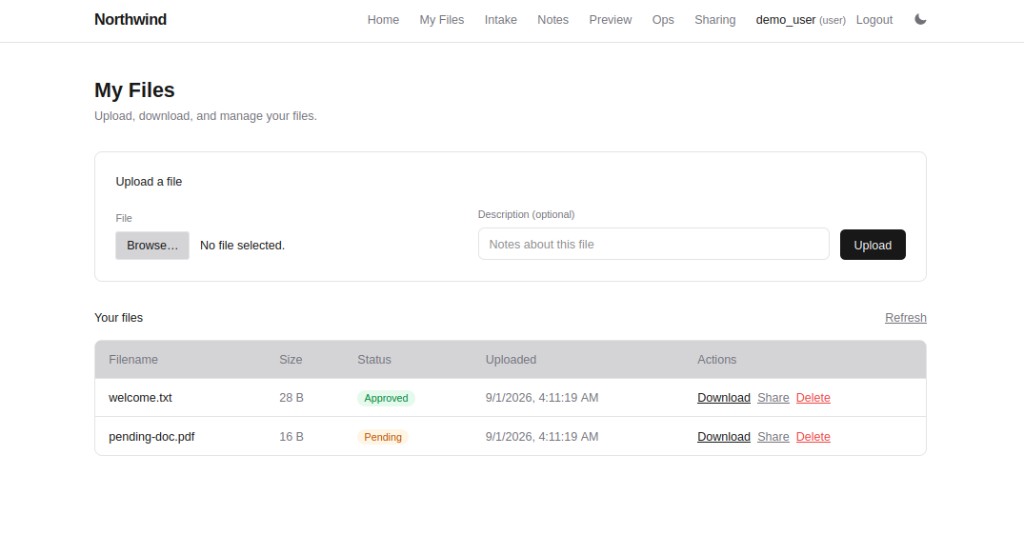 Northwind Home My Files Intake Notes Preview Ops Sharing demo_user (user) Logout
My Files
Upload, download, and manage your files.
Upload a file
File Description (optional)
Browse... No file selected. Notes about this file Upload
Your files Refresh
Filename Size Status Uploaded Actions
welcome.txt 28 B Approved 9/1/2026, 4:11:19 AM Download Share Delete
pending-doc.pdf 16 B Pending 9/1/2026, 4:11:19 AM Download Share Delete